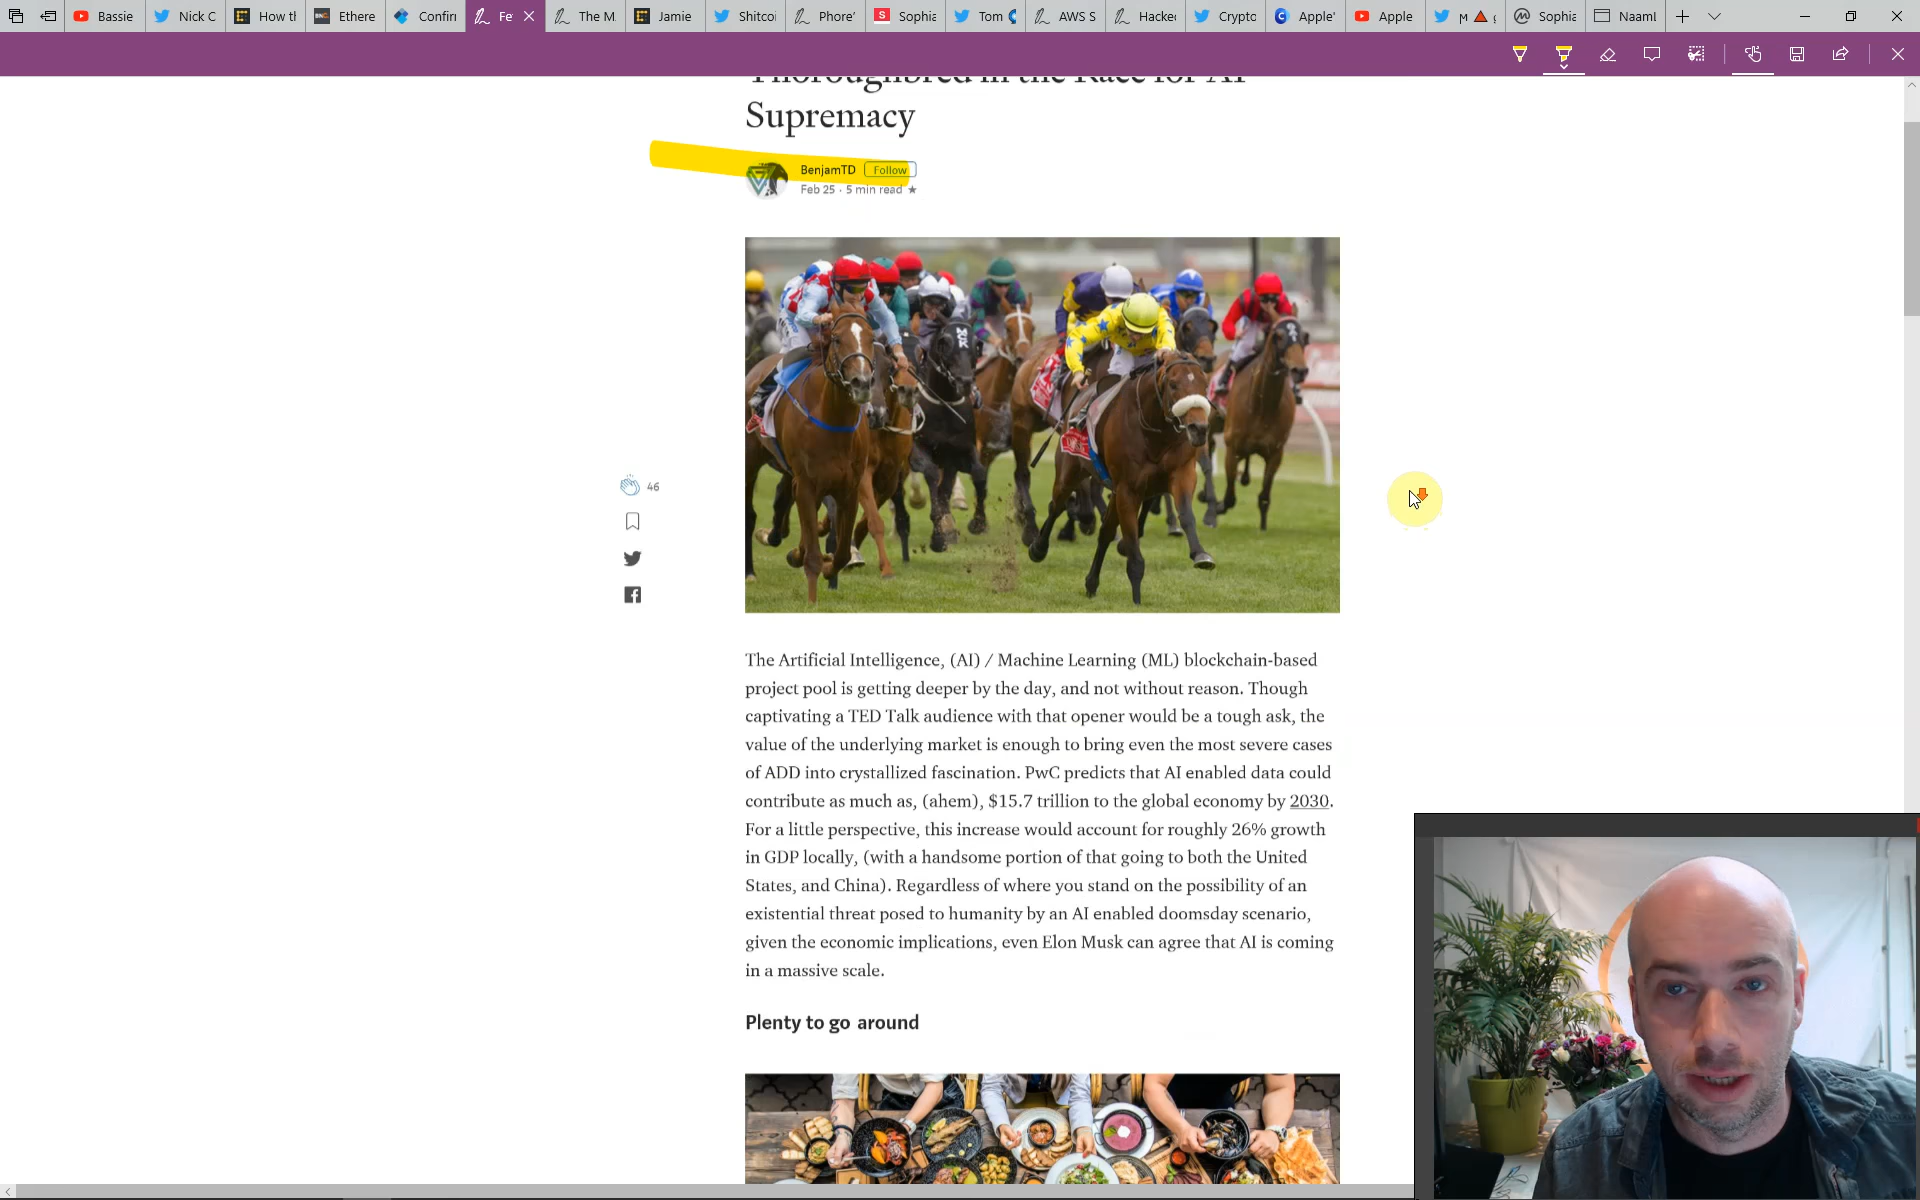 Bassie
Nick C
How th
Ethere
Confirr
Fe
The M
Jamie
Shitcoi
Phore'
Sophia
Tom
AWS S
Hacke
Crypto
Apple'
Apple
Sophia
Naaml
Thoroughbred in the Race for AI
Supremacy
BenjamTD Follow
Feb 25 · 5 min read ★
46
The Artificial Intelligence, (AI) / Machine Learning (ML) blockchain-based
project pool is getting deeper by the day, and not without reason. Though
captivating a TED Talk audience with that opener would be a tough ask, the
value of the underlying market is enough to bring even the most severe cases
of ADD into crystallized fascination. PwC predicts that AI enabled data could
contribute as much as, (ahem), $15.7 trillion to the global economy by 2030.
For a little perspective, this increase would account for roughly 26% growth
in GDP locally, (with a handsome portion of that going to both the United
States, and China). Regardless of where you stand on the possibility of an
existential threat posed to humanity by an AI enabled doomsday scenario,
given the economic implications, even Elon Musk can agree that AI is coming
in a massive scale.
Plenty to go around